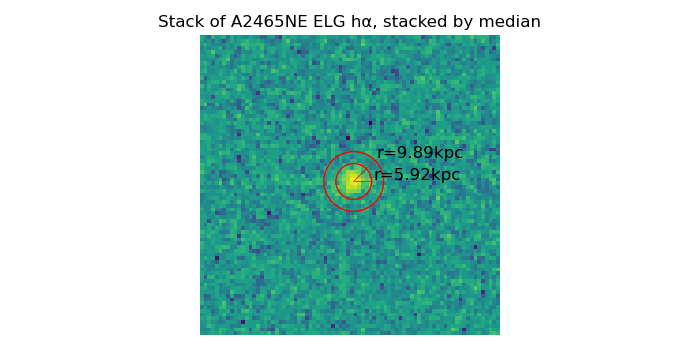 Stack of A2465NE ELG hα, stacked by median
r=9.89kpc
r=5.92kpc